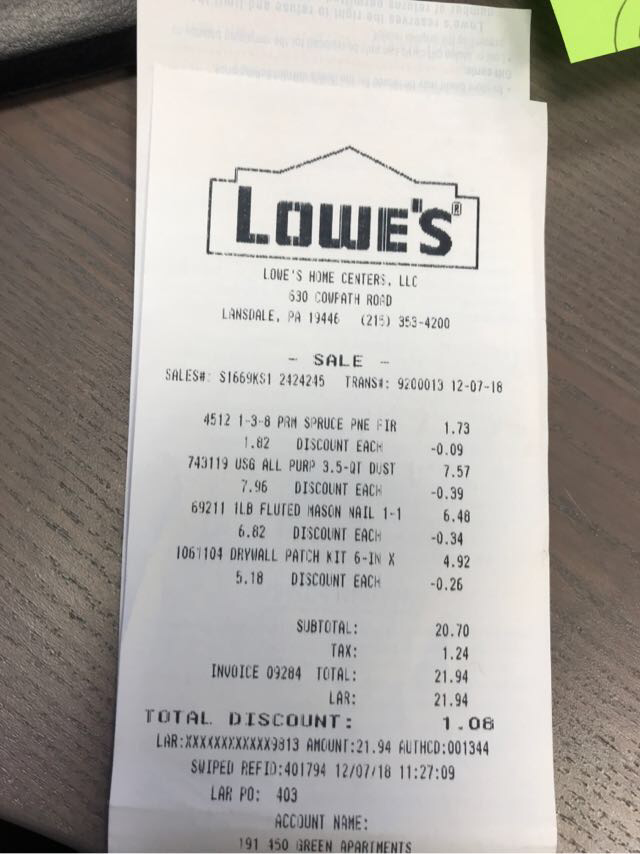 LOWE'S®
LOWE'S HOME CENTERS, LLC
630 COWPATH ROAD
LANSDALE, PA 19446 (215) 353-4200
- SALE -
SALES#: S1669KS1 2424245 TRANS#: 9200013 12-07-18
4512 1-3-8 PRM SPRUCE PNE FIR 1.73
1.82 DISCOUNT EACH -0.09
743119 USG ALL PURP 3.5-QT DUST 7.57
7.96 DISCOUNT EACH -0.39
69211 1LB FLUTED MASON NAIL 1-1 6.48
6.82 DISCOUNT EACH -0.34
1061104 DRYWALL PATCH KIT 6-IN X 4.92
5.18 DISCOUNT EACH -0.26
SUBTOTAL: 20.70
TAX: 1.24
INVOICE 09284 TOTAL: 21.94
LAR: 21.94
TOTAL DISCOUNT: 1.08
LAR:XXXXXXXXXXXX9813 AMOUNT:21.94 AUTHCD:001344
SWIPED REFID:401794 12/07/18 11:27:09
LAR PO: 403
ACCOUNT NAME:
191 450 GREEN APARTMENTS